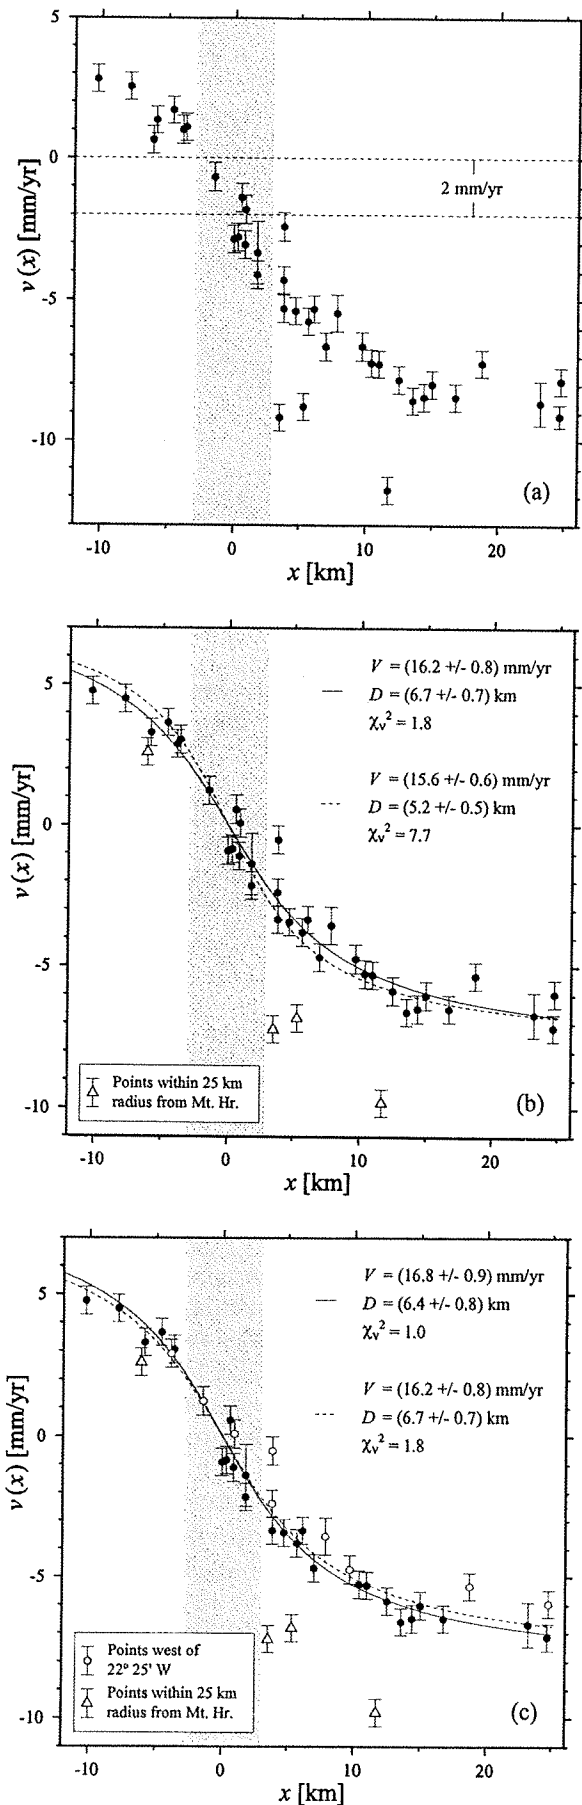 5
0
-5
-10
v(x) [mm/yr]
2 mm/yr
(a)
-10 0 10 20
x [km]
5
0
-5
-10
v(x) [mm/yr]
V = (16.2 +/- 0.8) mm/yr
D = (6.7 +/- 0.7) km
χν² = 1.8
V = (15.6 +/- 0.6) mm/yr
D = (5.2 +/- 0.5) km
χν² = 7.7
Points within 25 km
radius from Mt. Hr.
(b)
-10 0 10 20
x [km]
5
0
-5
-10
v(x) [mm/yr]
V = (16.8 +/- 0.9) mm/yr
D = (6.4 +/- 0.8) km
χν² = 1.0
V = (16.2 +/- 0.8) mm/yr
D = (6.7 +/- 0.7) km
χν² = 1.8
Points west of
22º 25' W
Points within 25 km
radius from Mt. Hr.
(c)
-10 0 10 20
x [km]